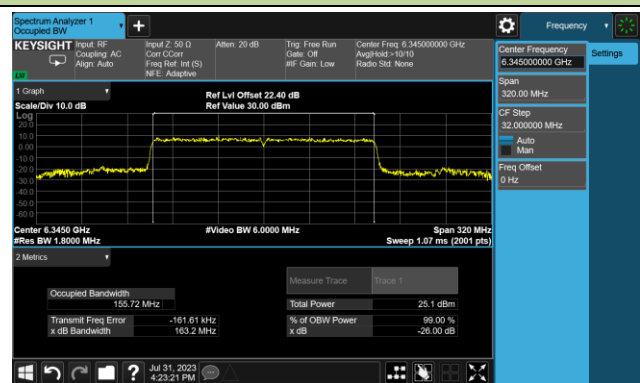 Spectrum Analyzer 1
Occupied BW
Frequency
KEYSIGHT
Input: RF
Coupling: AC
Align: Auto
Input Z: 50 Ω
Corr CCorr
Freq Ref: Int (S)
NFE: Adaptive
Atten: 20 dB
Trig: Free Run
Gate: Off
#IF Gain: Low
Center Freq: 6.345000000 GHz
Avg|Hold:>10/10
Radio Std: None
LW
Center Frequency
6.345000000 GHz
Settings
Span
320.00 MHz
CF Step
32.000000 MHz
Auto
Man
Freq Offset
0 Hz
1 Graph
Scale/Div 10.0 dB
Ref Lvl Offset 22.40 dB
Ref Value 30.00 dBm
Log
20.0
10.0
0.00
-10.0
-20.0
-30.0
-40.0
-50.0
-60.0
Center 6.3450 GHz
#Res BW 1.8000 MHz
#Video BW 6.0000 MHz
Span 320 MHz
Sweep 1.07 ms (2001 pts)
2 Metrics
Measure Trace
Trace 1
Occupied Bandwidth
155.72 MHz
Total Power
25.1 dBm
Transmit Freq Error
-161.61 kHz
% of OBW Power
99.00 %
x dB Bandwidth
163.2 MHz
x dB
-26.00 dB
?
Jul 31, 2023
4:23:21 PM